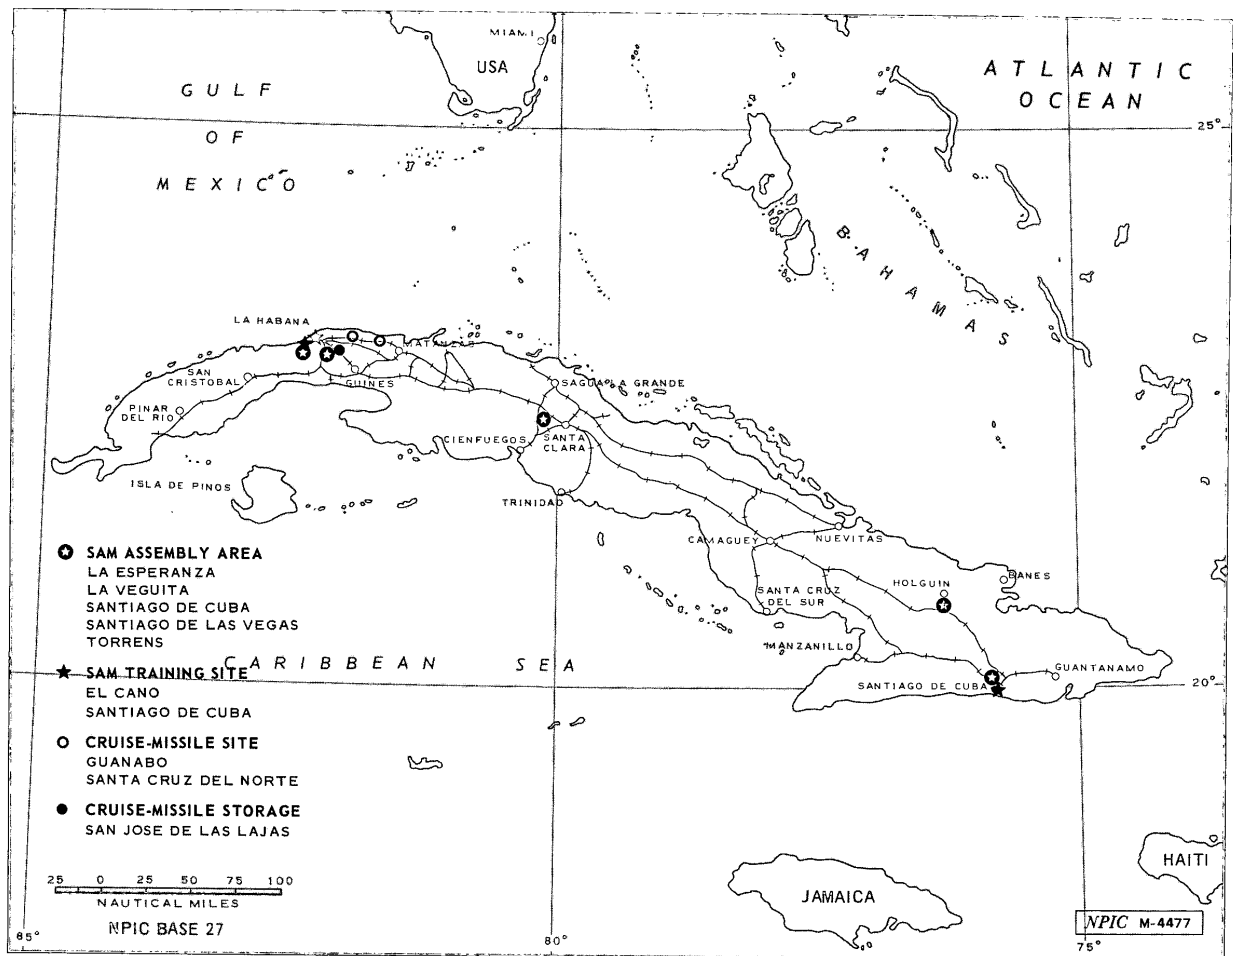 MIAMI
USA
ATLANTIC
OCEAN
GULF
OF
MEXICO
25°
BAHAMAS
LA HABANA
MATANZAS
SAN
CRISTOBAL
GUINES
SAGUA LA GRANDE
PINAR
DEL RIO
CIENFUEGOS
SANTA
CLARA
ISLA DE PINOS
TRINIDAD
CAMAGUEY
NUEVITAS
BANES
HOLGUIN
SANTA CRUZ
DEL SUR
MANZANILLO
GUANTANAMO
SANTIAGO DE CUBA
20°
CARIBBEAN SEA
SAM ASSEMBLY AREA
LA ESPERANZA
LA VEGUITA
SANTIAGO DE CUBA
SANTIAGO DE LAS VEGAS
TORRENS
SAM TRAINING SITE
EL CANO
SANTIAGO DE CUBA
CRUISE-MISSILE SITE
GUANABO
SANTA CRUZ DEL NORTE
CRUISE-MISSILE STORAGE
SAN JOSE DE LAS LAJAS
25 0 25 50 75 100
NAUTICAL MILES
NPIC BASE 27
JAMAICA
HAITI
NPIC M-4477
85°
80°
75°